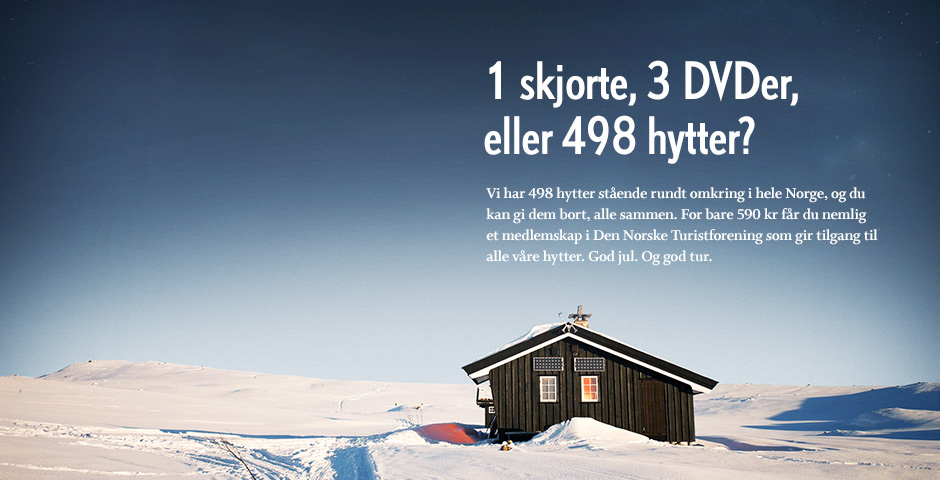 1 skjorte, 3 DVDer,
eller 498 hytter?
Vi har 498 hytter stående rundt omkring i hele Norge, og du
kan gi dem bort, alle sammen. For bare 590 kr får du nemlig
et medlemskap i Den Norske Turistforening som gir tilgang til
alle våre hytter. God jul. Og god tur.